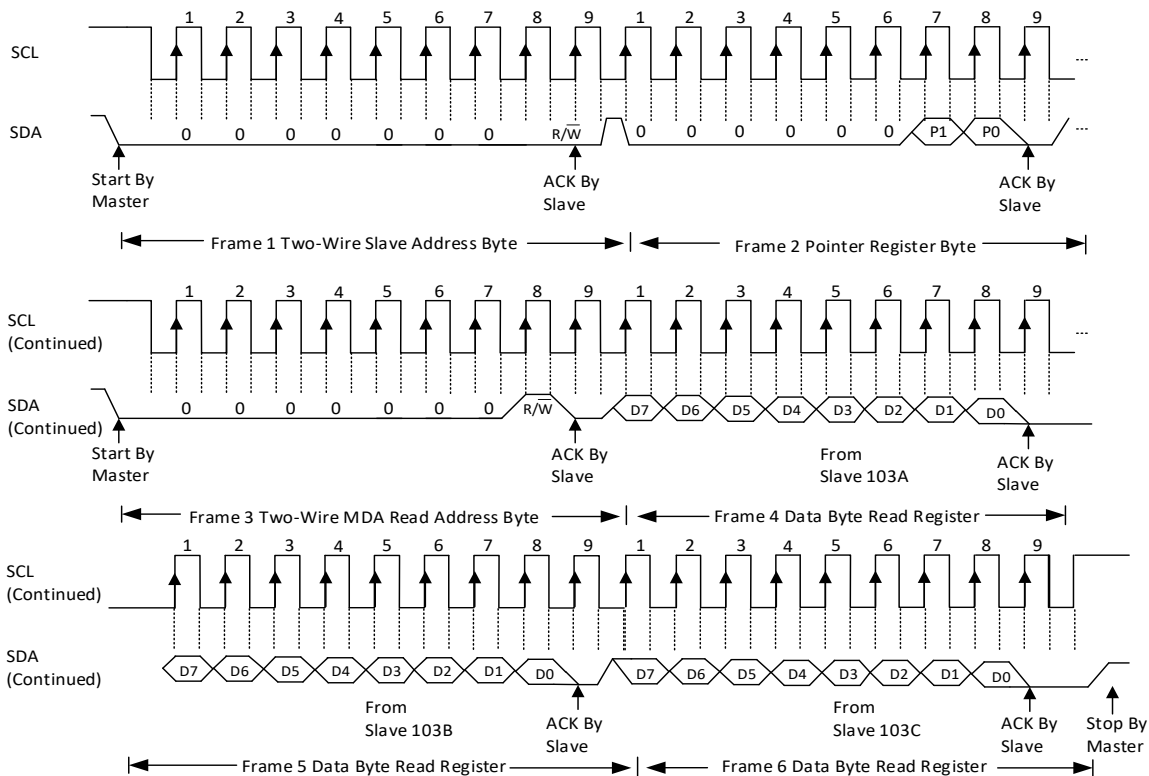 1 2 3 4 5 6 7 8 9 1 2 3 4 5 6 7 8 9
SCL ...
SDA 0 0 0 0 0 0 0 R/W̅ 0 0 0 0 0 0 P1 P0 ...
Start By Master
ACK By Slave
ACK By Slave
Frame 1 Two-Wire Slave Address Byte
Frame 2 Pointer Register Byte
1 2 3 4 5 6 7 8 9 1 2 3 4 5 6 7 8 9
SCL (Continued) ...
SDA (Continued) 0 0 0 0 0 0 0 R/W̅ D7 D6 D5 D4 D3 D2 D1 D0
Start By Master
ACK By Slave
From Slave 103A
ACK By Slave
Frame 3 Two-Wire MDA Read Address Byte
Frame 4 Data Byte Read Register
1 2 3 4 5 6 7 8 9 1 2 3 4 5 6 7 8 9
SCL (Continued)
SDA (Continued) D7 D6 D5 D4 D3 D2 D1 D0 D7 D6 D5 D4 D3 D2 D1 D0
From Slave 103B
ACK By Slave
From Slave 103C
ACK By Slave
Stop By Master
Frame 5 Data Byte Read Register
Frame 6 Data Byte Read Register